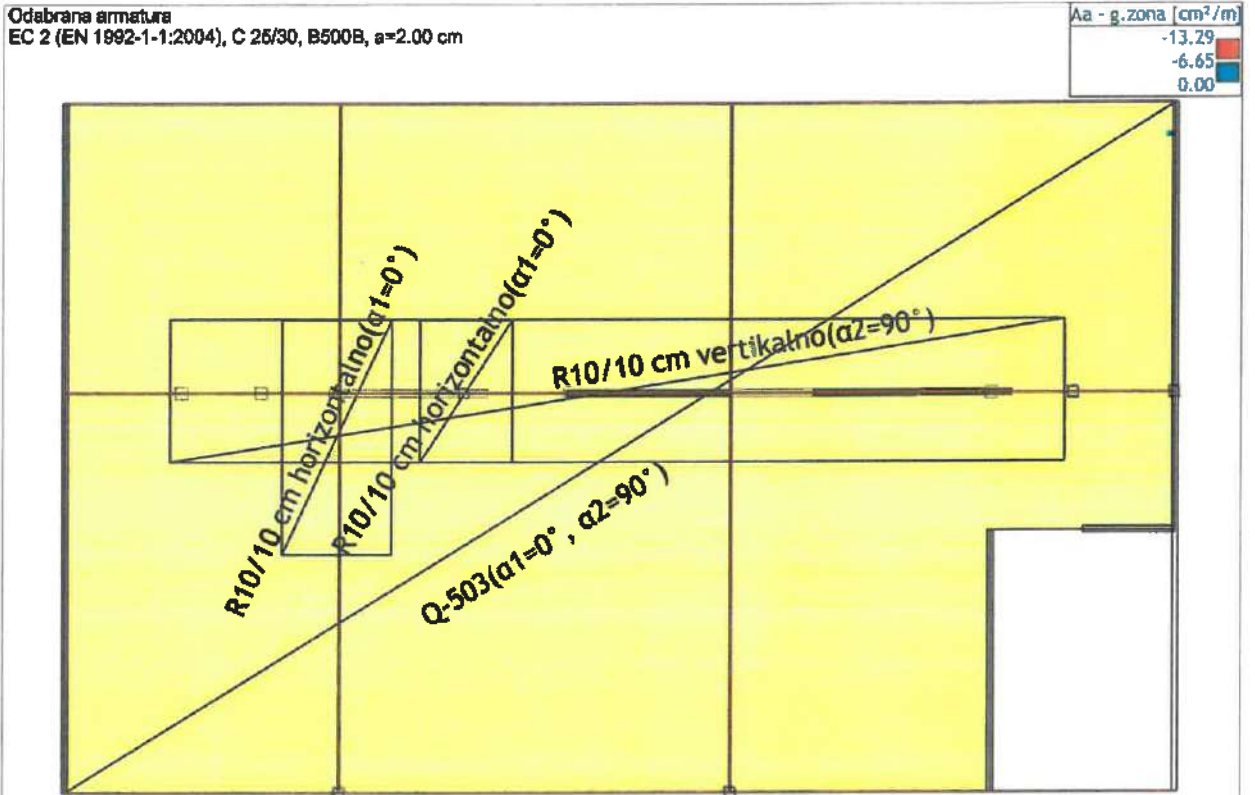 Odabrana armatura
EC 2 (EN 1992-1-1:2004), C 25/30, B500B, a=2.00 cm
Aa - g.zona [cm²/m]
-13.29
-6.65
0.00
R10/10 cm horizontalno(α1=0°)
R10/10 cm horizontalno(α1=0°)
R10/10 cm vertikalno(α2=90°)
Q-503(α1=0°, α2=90°)